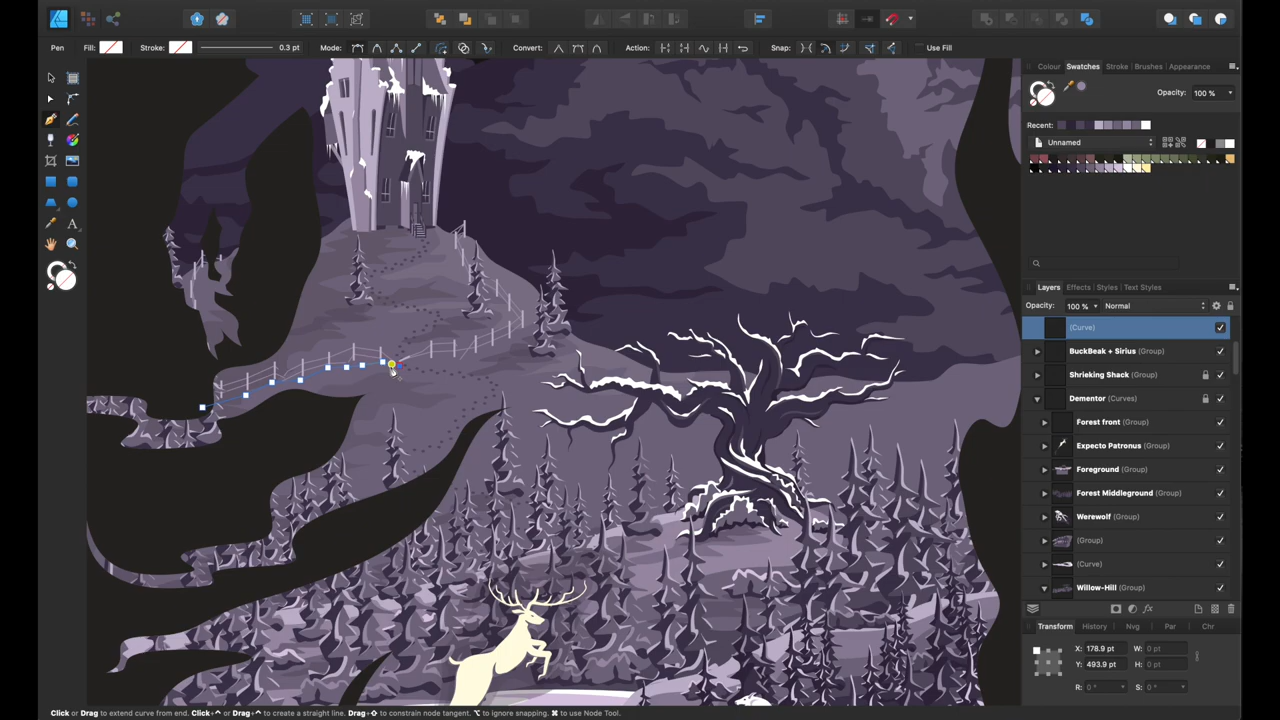 Pen Fill: Stroke: 0.3 pt Mode: Convert: Action: Snap: Use Fill
Colour Swatches Stroke Brushes Appearance
Opacity: 100 %
Recent:
Unnamed
Layers Effects Styles Text Styles
Opacity: 100 % Normal
(Curve)
BuckBeak + Sirius (Group)
Shrieking Shack (Group)
Dementor (Curves)
Forest front (Group)
Expecto Patronus (Group)
Foreground (Group)
Forest Middleground (Group)
Werewolf (Group)
(Group)
(Curve)
Willow-Hill (Group)
Transform History Nvg Par Chr
X: 178.9 pt W: 0 pt
Y: 493.9 pt H: 0 pt
R: 0 ° S: 0 °
Click or Drag to extend curve from end. Click+^ or Drag+^ to create a straight line. Drag+⇧ to constrain node tangent. ⌥ to ignore snapping. ⌘ to use Node Tool.